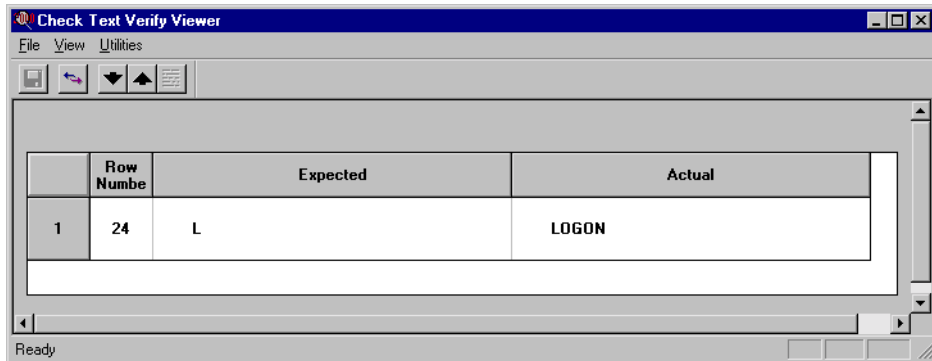 Check Text Verify Viewer
File View Utilities
Row
Numbe Expected Actual
1 24 L LOGON
Ready